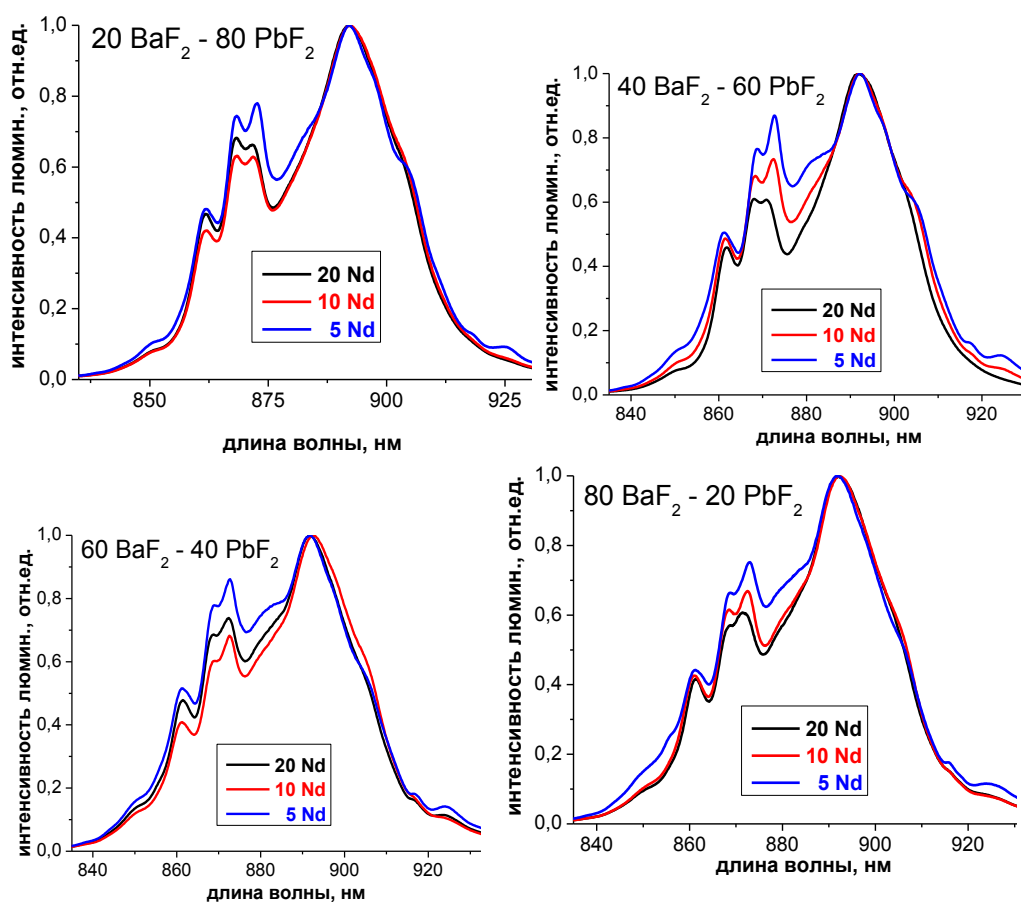 20 BaF₂ - 80 PbF₂
интенсивность люмин., отн.ед.
1,0
0,8
0,6
0,4
0,2
0,0
20 Nd
10 Nd
5 Nd
850 875 900 925
длина волны, нм
40 BaF₂ - 60 PbF₂
интенсивность люмин., отн.ед.
1,0
0,8
0,6
0,4
0,2
0,0
20 Nd
10 Nd
5 Nd
840 860 880 900 920
длина волны, нм
60 BaF₂ - 40 PbF₂
интенсивность люмин., отн.ед.
1,0
0,8
0,6
0,4
0,2
0,0
20 Nd
10 Nd
5 Nd
840 860 880 900 920
длина волны, нм
80 BaF₂ - 20 PbF₂
интенсивность люмин., отн.ед.
1,0
0,8
0,6
0,4
0,2
0,0
20 Nd
10 Nd
5 Nd
840 860 880 900 920
длина волны, нм